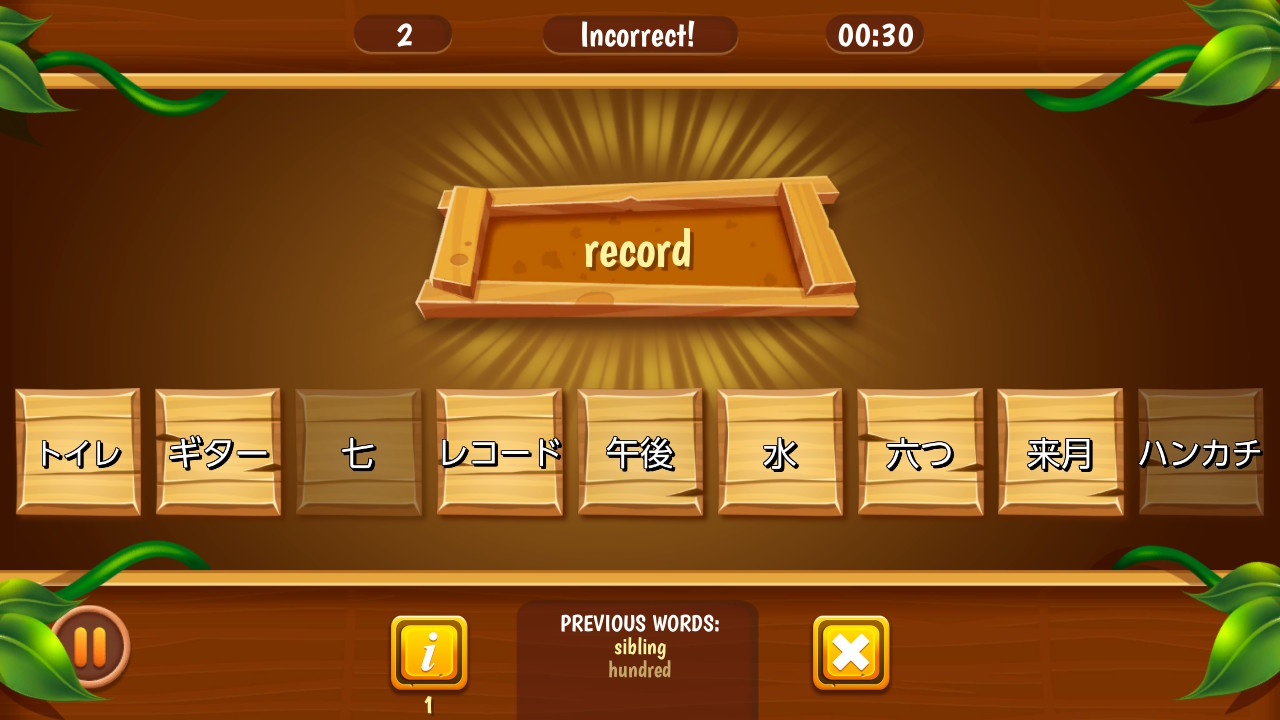 2
Incorrect!
00:30
record
トイレ
ギター
七
レコード
午後
水
六つ
来月
ハンカチ
i
1
PREVIOUS WORDS:
sibling
hundred